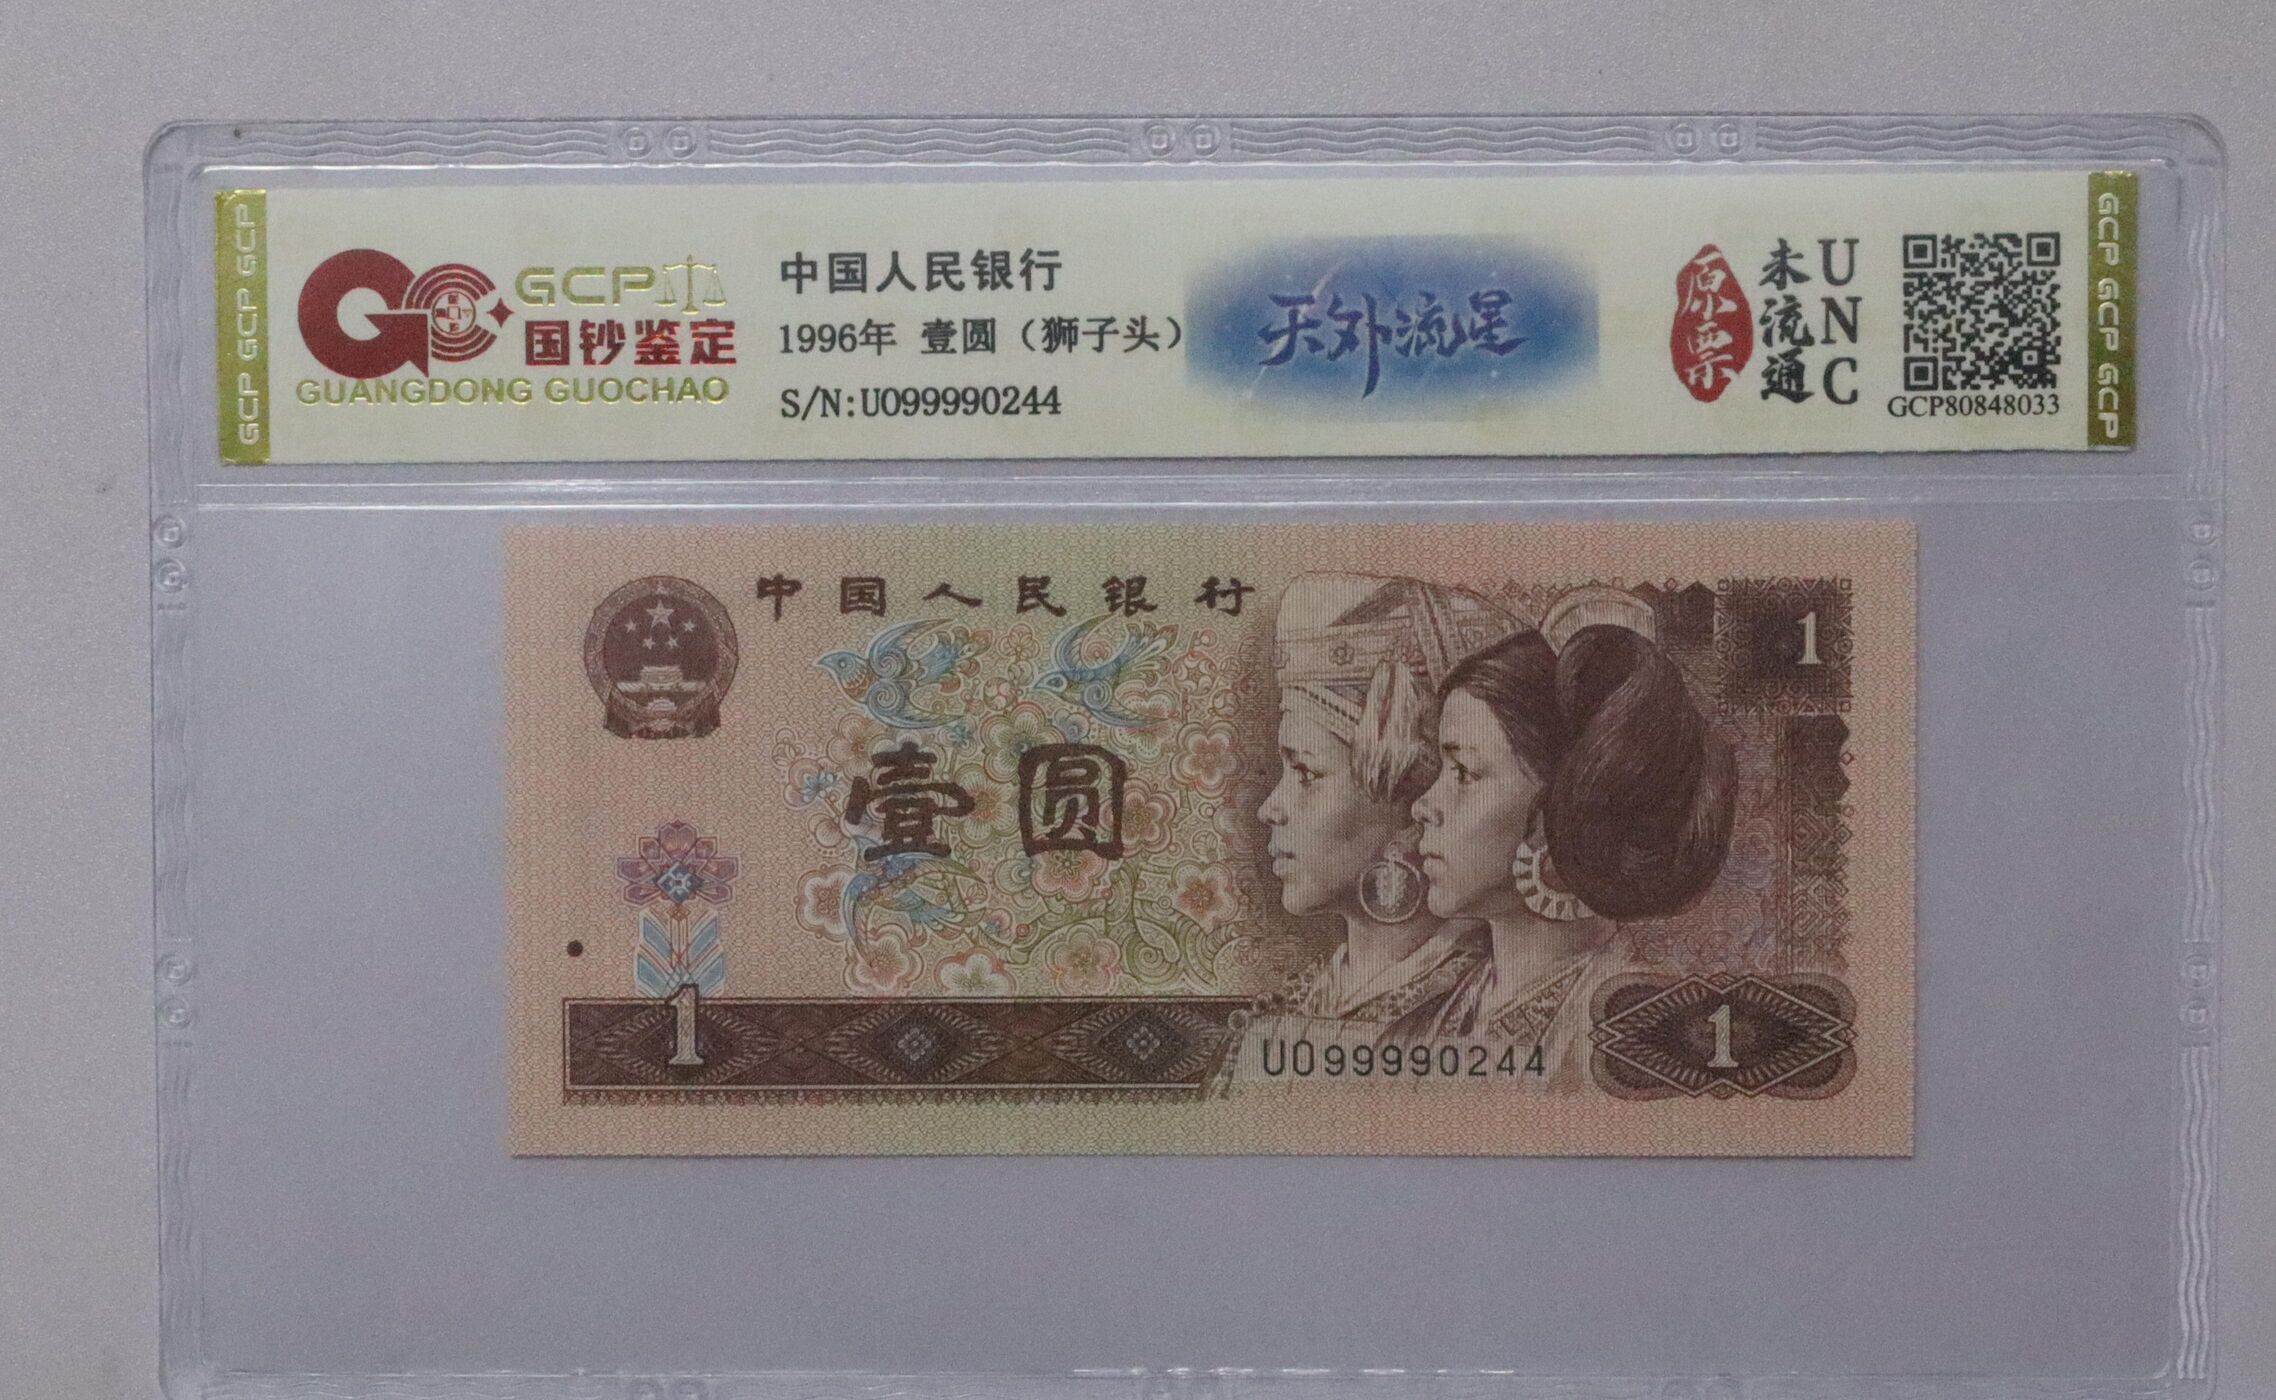 GCP GCP GCP
GCP
国钞鉴定
GUANGDONG GUOCHAO
中国人民银行
1996年 壹圆（狮子头）
S/N:U099990244
天外流星
原票
未流通
UNC
GCP80848033
GCP GCP GCP
中国人民银行
1
壹圆
1
U099990244
1